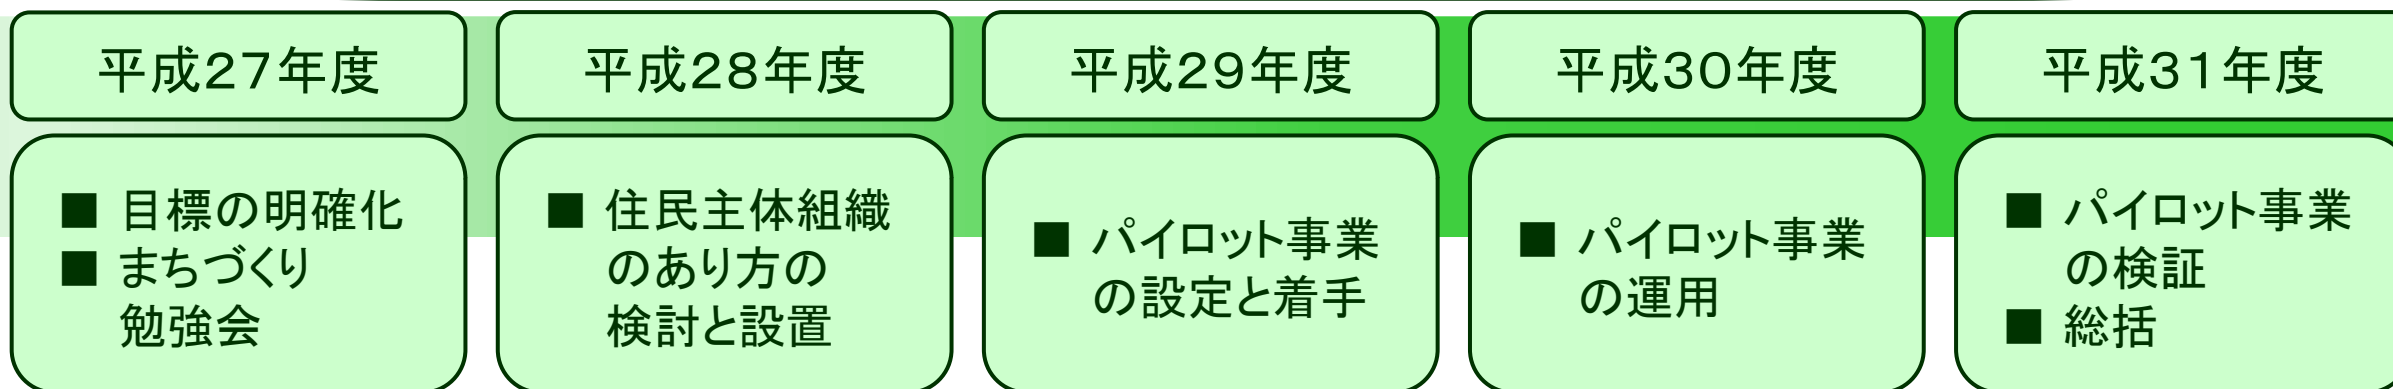 平成27年度
■ 目標の明確化
■ まちづくり
勉強会
平成28年度
■ 住民主体組織
のあり方の
検討と設置
平成29年度
■ パイロット事業
の設定と着手
平成30年度
■ パイロット事業
の運用
平成31年度
■ パイロット事業
の検証
■ 総括